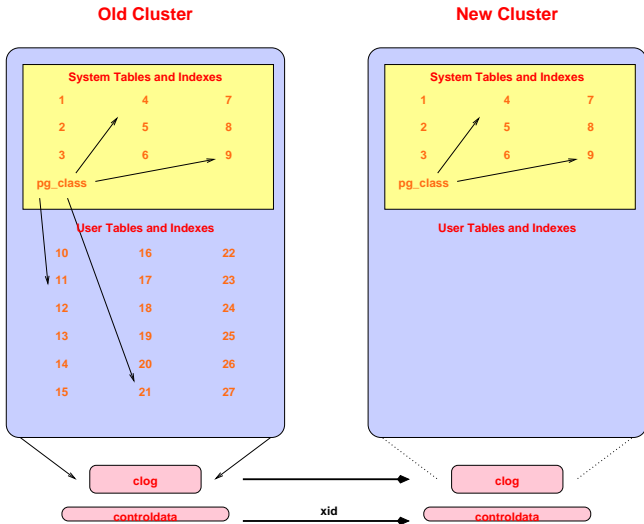 Old Cluster
System Tables and Indexes
1 4 7
2 5 8
3 6 9
pg_class
User Tables and Indexes
10 16 22
11 17 23
12 18 24
13 19 25
14 20 26
15 21 27
clog
controldata
xid
New Cluster
System Tables and Indexes
1 4 7
2 5 8
3 6 9
pg_class
User Tables and Indexes
clog
controldata